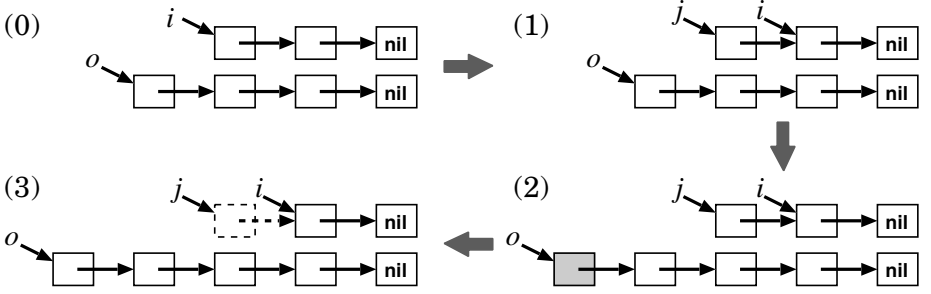 (0) i nil
o nil
(1) j i nil
o nil
(3) j i nil
o nil
(2) j i nil
o nil